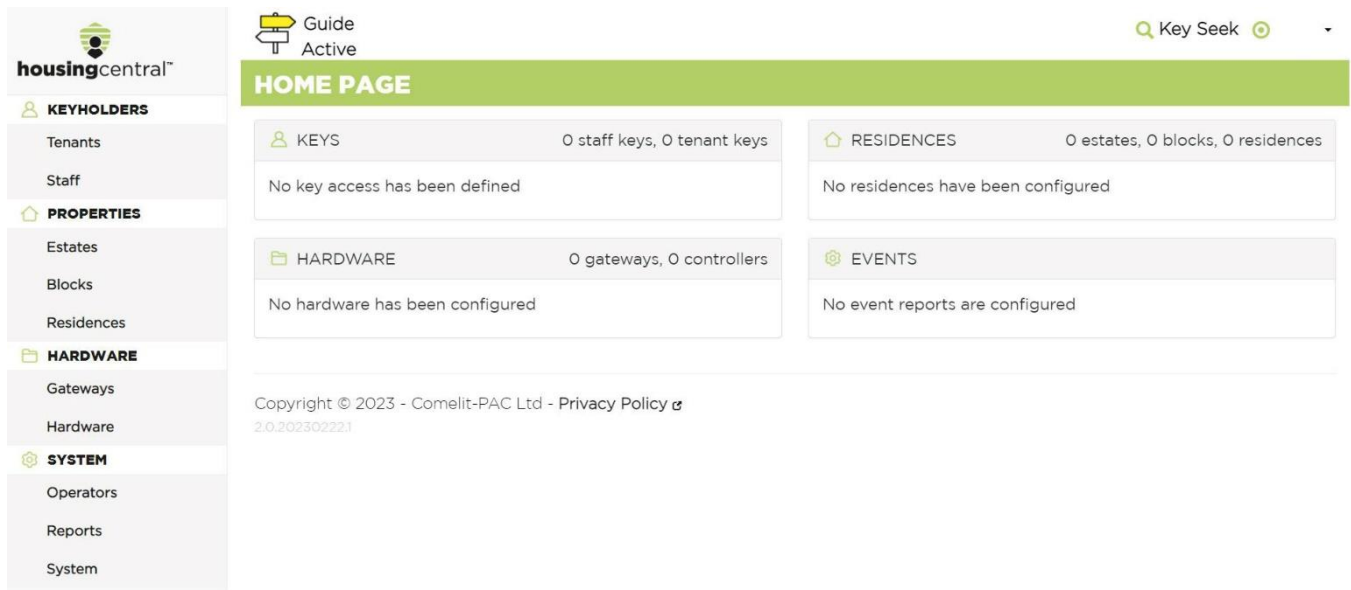 housingcentral™
KEYHOLDERS
Tenants
Staff
PROPERTIES
Estates
Blocks
Residences
HARDWARE
Gateways
Hardware
SYSTEM
Operators
Reports
System
Guide
Active
Key Seek
HOME PAGE
KEYS 0 staff keys, 0 tenant keys
No key access has been defined
RESIDENCES 0 estates, 0 blocks, 0 residences
No residences have been configured
HARDWARE 0 gateways, 0 controllers
No hardware has been configured
EVENTS
No event reports are configured
Copyright © 2023 - Comelit-PAC Ltd - Privacy Policy
2.0.20230222.1